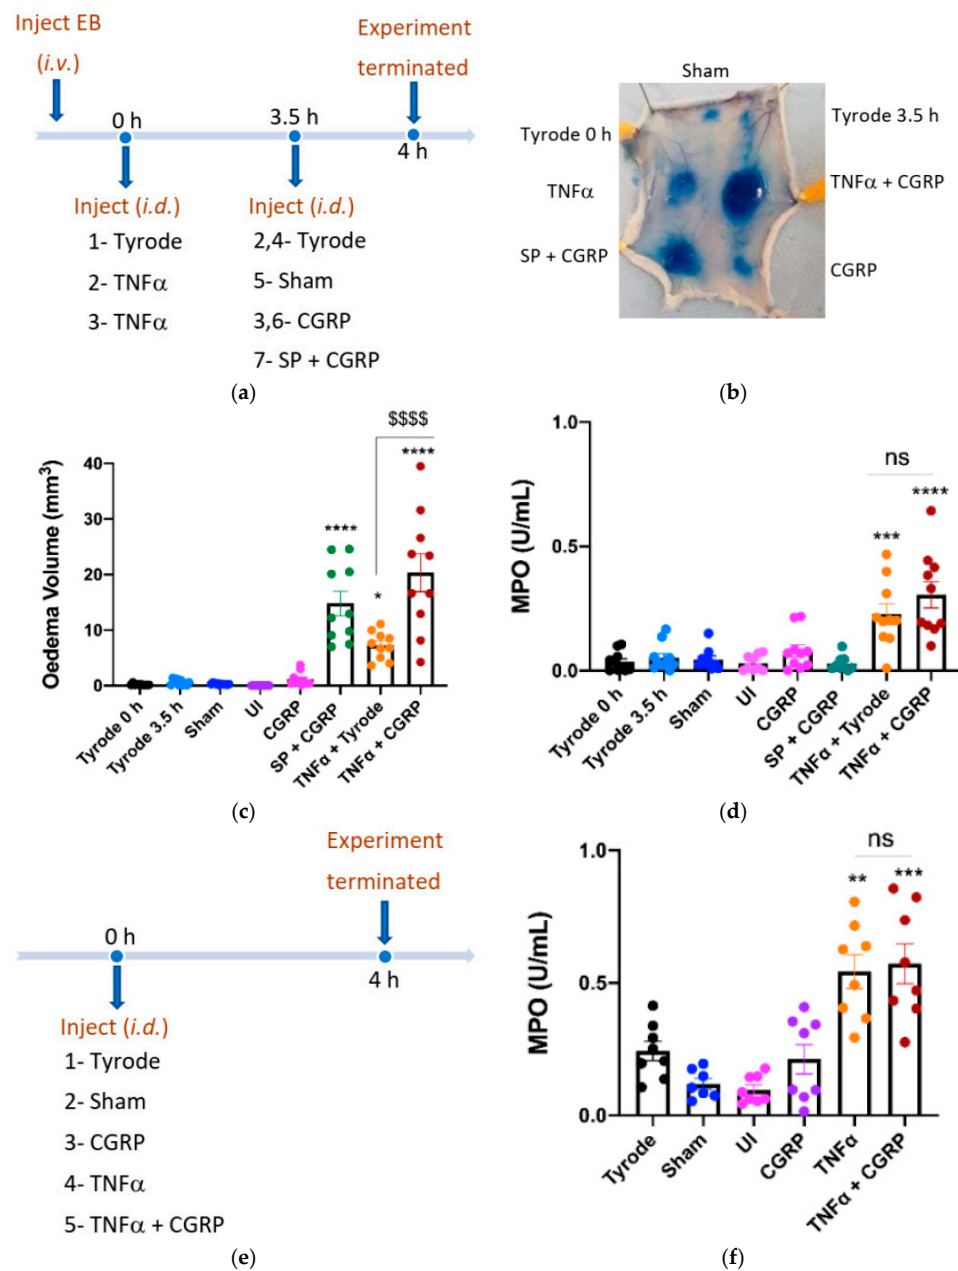 Inject EB
(i.v.)
Experiment
terminated
0 h
3.5 h
4 h
Inject (i.d.)
1- Tyrode
2- TNFα
3- TNFα
Inject (i.d.)
2,4- Tyrode
5- Sham
3,6- CGRP
7- SP + CGRP
(a)
Sham
Tyrode 0 h
Tyrode 3.5 h
TNFα
TNFα + CGRP
SP + CGRP
CGRP
(b)
Oedema Volume (mm³)
40
30
20
10
0
$$$$
****
*
****
Tyrode 0 h
Tyrode 3.5 h
Sham
UI
CGRP
SP + CGRP
TNFα + Tyrode
TNFα + CGRP
(c)
MPO (U/mL)
1.0
0.5
0.0
ns
***
****
Tyrode 0 h
Tyrode 3.5 h
Sham
UI
CGRP
SP + CGRP
TNFα + Tyrode
TNFα + CGRP
(d)
Experiment
terminated
0 h
4 h
Inject (i.d.)
1- Tyrode
2- Sham
3- CGRP
4- TNFα
5- TNFα + CGRP
(e)
MPO (U/mL)
1.0
0.5
0.0
ns
**
***
Tyrode
Sham
UI
CGRP
TNFα
TNFα + CGRP
(f)